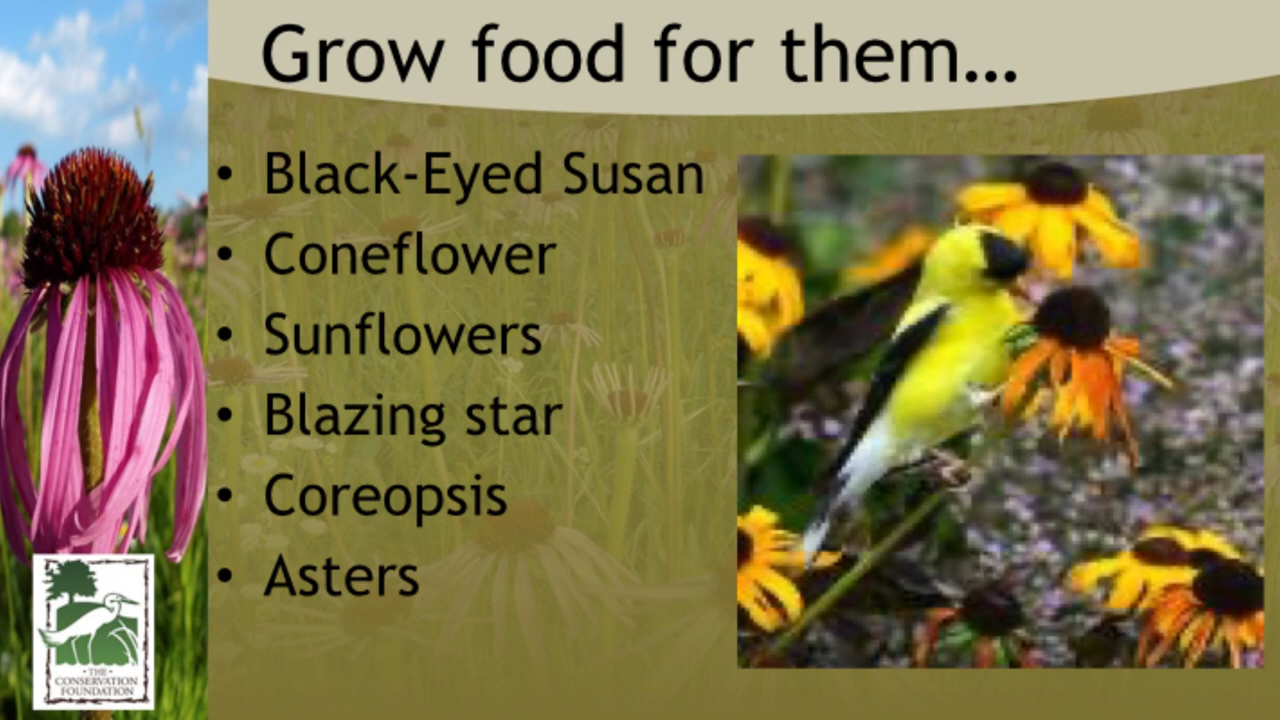 Grow food for them…
• Black-Eyed Susan
• Coneflower
• Sunflowers
• Blazing star
• Coreopsis
• Asters
• THE •
CONSERVATION
FOUNDATION